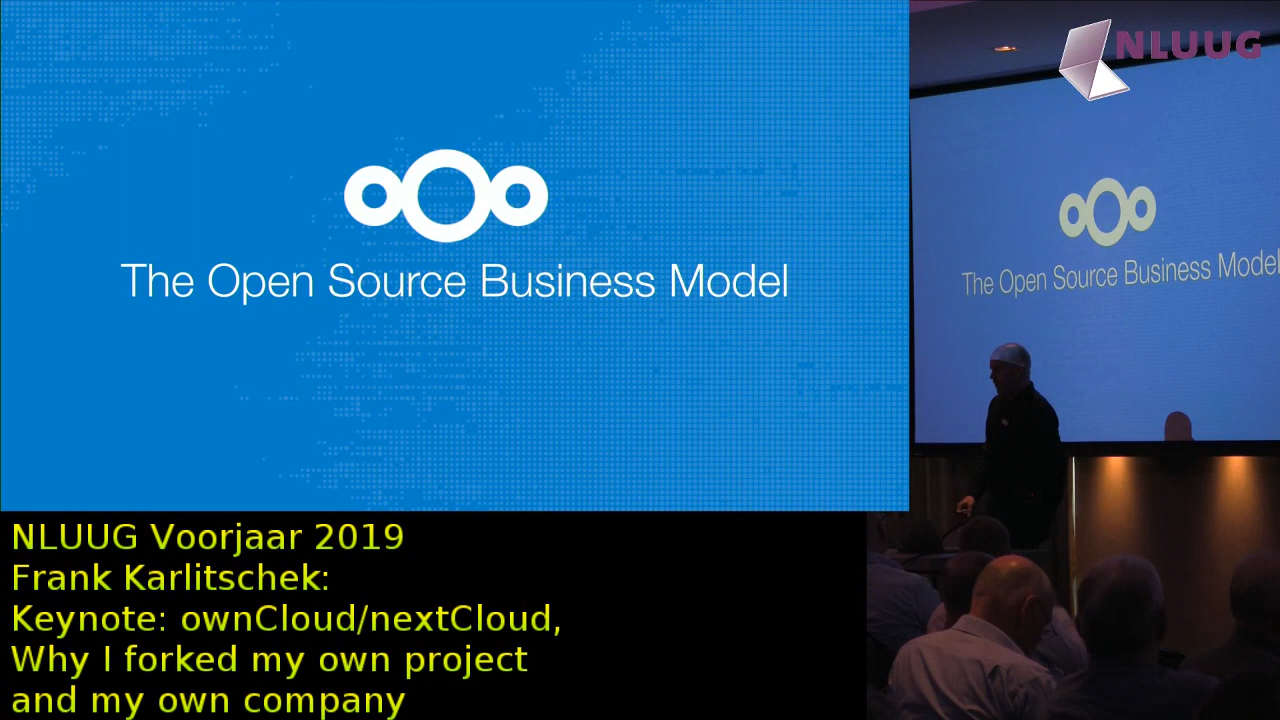 The Open Source Business Model
NLUUG
The Open Source Business Model
NLUUG Voorjaar 2019
Frank Karlitschek:
Keynote: ownCloud/nextCloud,
Why I forked my own project
and my own company